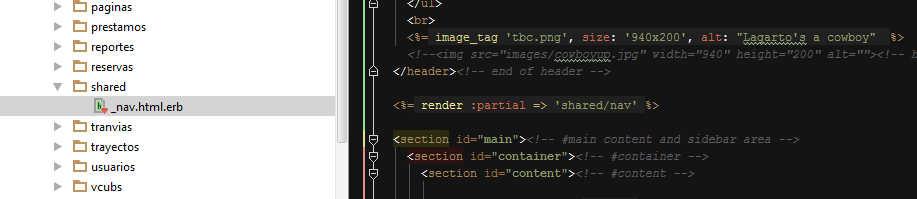 paginas
prestamos
reportes
reservas
shared
_nav.html.erb
tranvias
trayectos
usuarios
vcubs
</ul>
<br>
<%= image_tag 'tbc.png', size: '940x200', alt: "Lagarto's a cowboy" %>
<!--<img src="images/cowboyup.jpg" width="940" height="200" alt=""><!-- h
</header><!-- end of header -->
<%= render :partial => 'shared/nav' %>
<section id="main"><!-- #main content and sidebar area -->
<section id="container"><!-- #container -->
<section id="content"><!-- #content -->